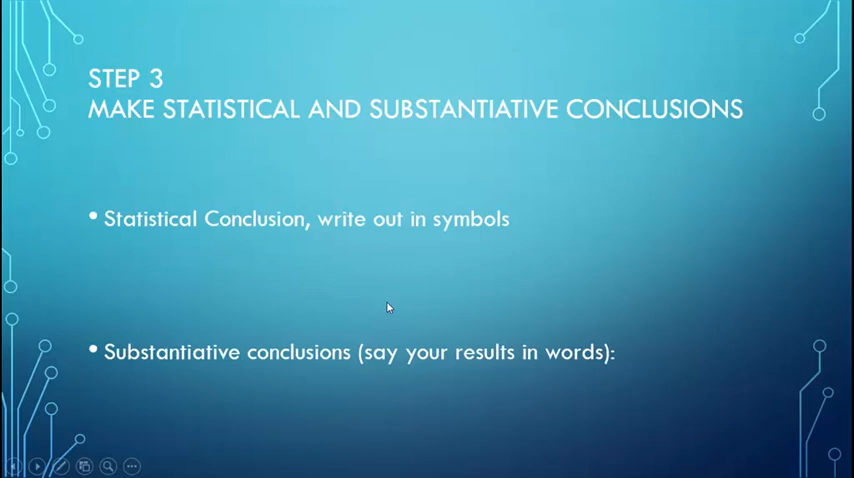 STEP 3
MAKE STATISTICAL AND SUBSTANTIATIVE CONCLUSIONS
• Statistical Conclusion, write out in symbols
• Substantiative conclusions (say your results in words):